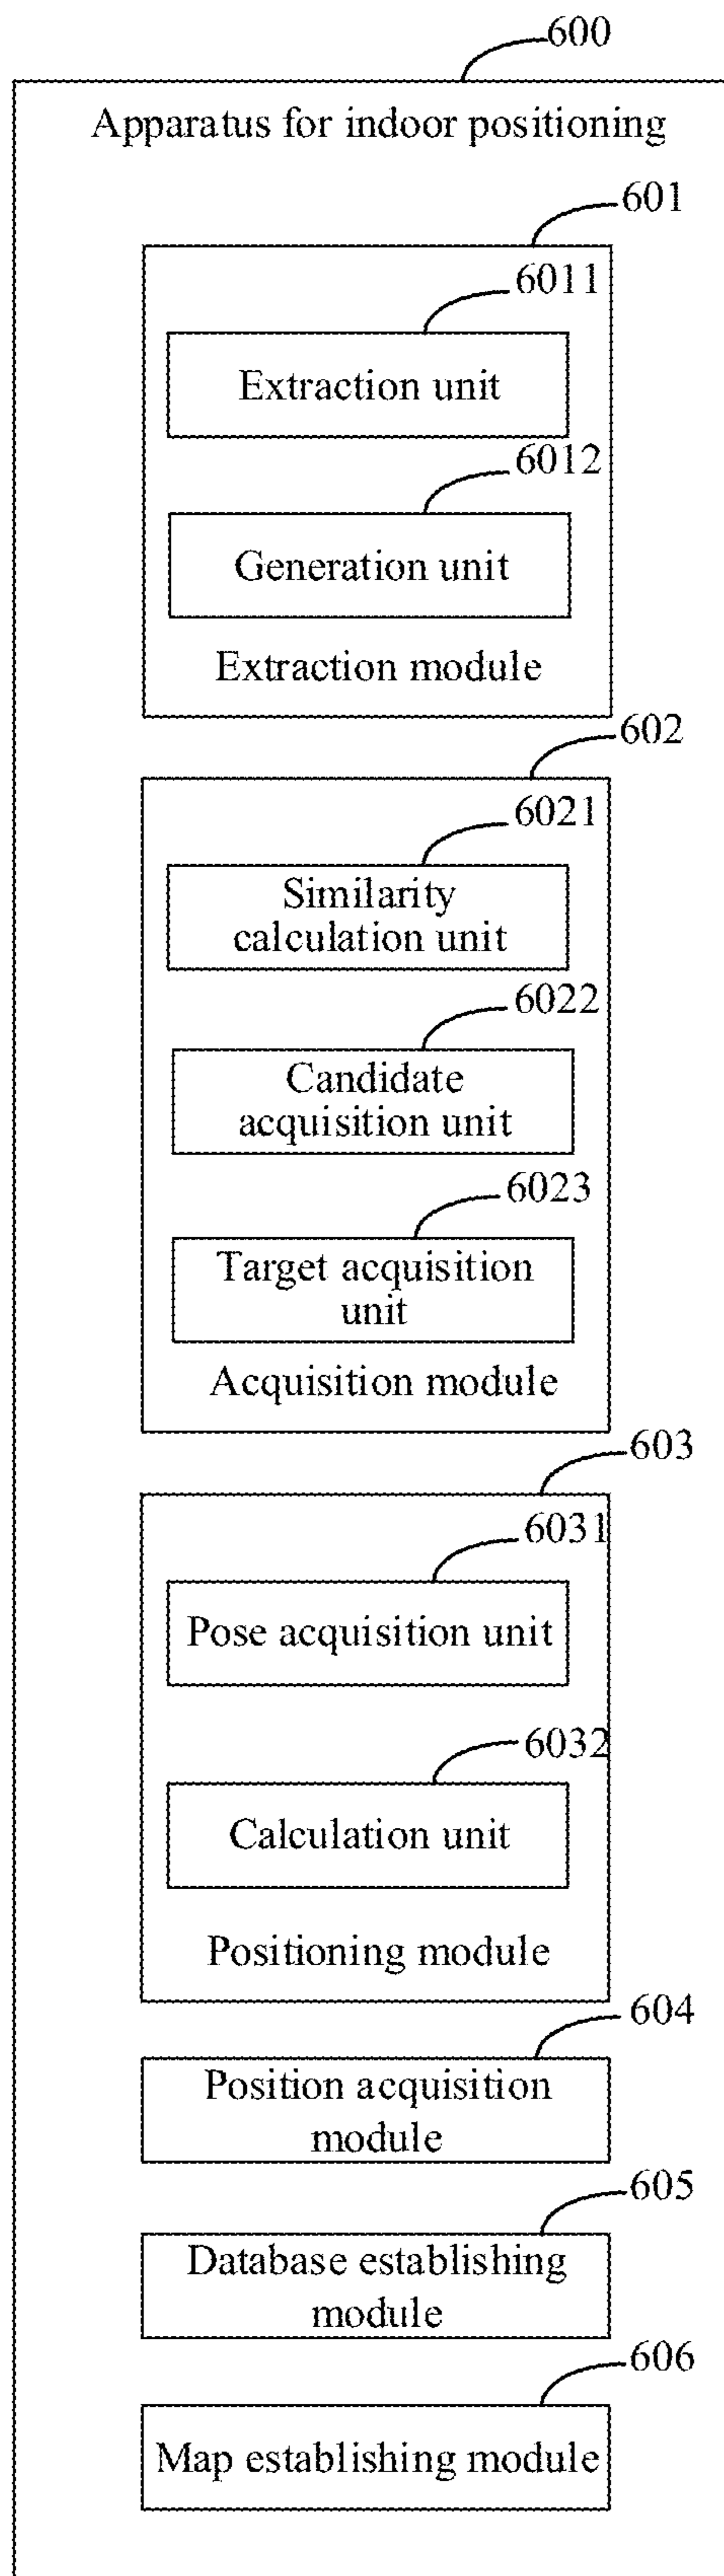 600
Apparatus for indoor positioning
601
6011
Extraction unit
6012
Generation unit
Extraction module
602
6021
Similarity
calculation unit
6022
Candidate
acquisition unit
6023
Target acquisition
unit
Acquisition module
603
6031
Pose acquisition unit
6032
Calculation unit
Positioning module
604
Position acquisition
module
605
Database establishing
module
606
Map establishing module